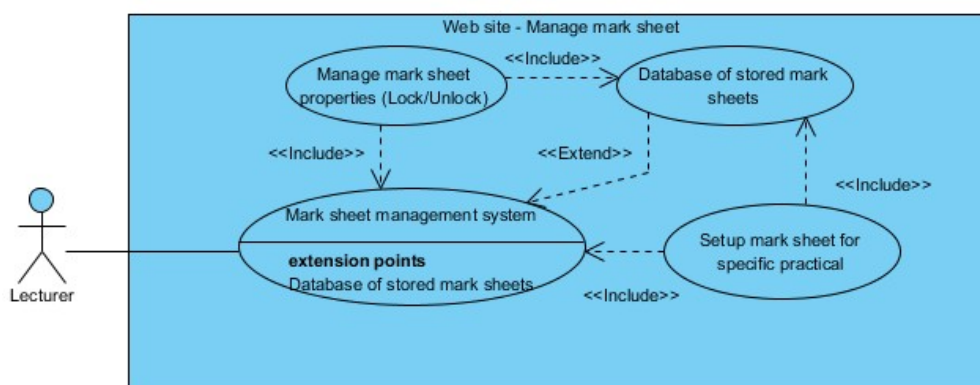 Web site - Manage mark sheet
<<Include>>
Manage mark sheet
properties (Lock/Unlock)
Database of stored mark
sheets
<<Include>>
<<Extend>>
<<Include>>
Mark sheet management system
extension points
Database of stored mark sheets
Setup mark sheet for
specific practical
<<Include>>
Lecturer